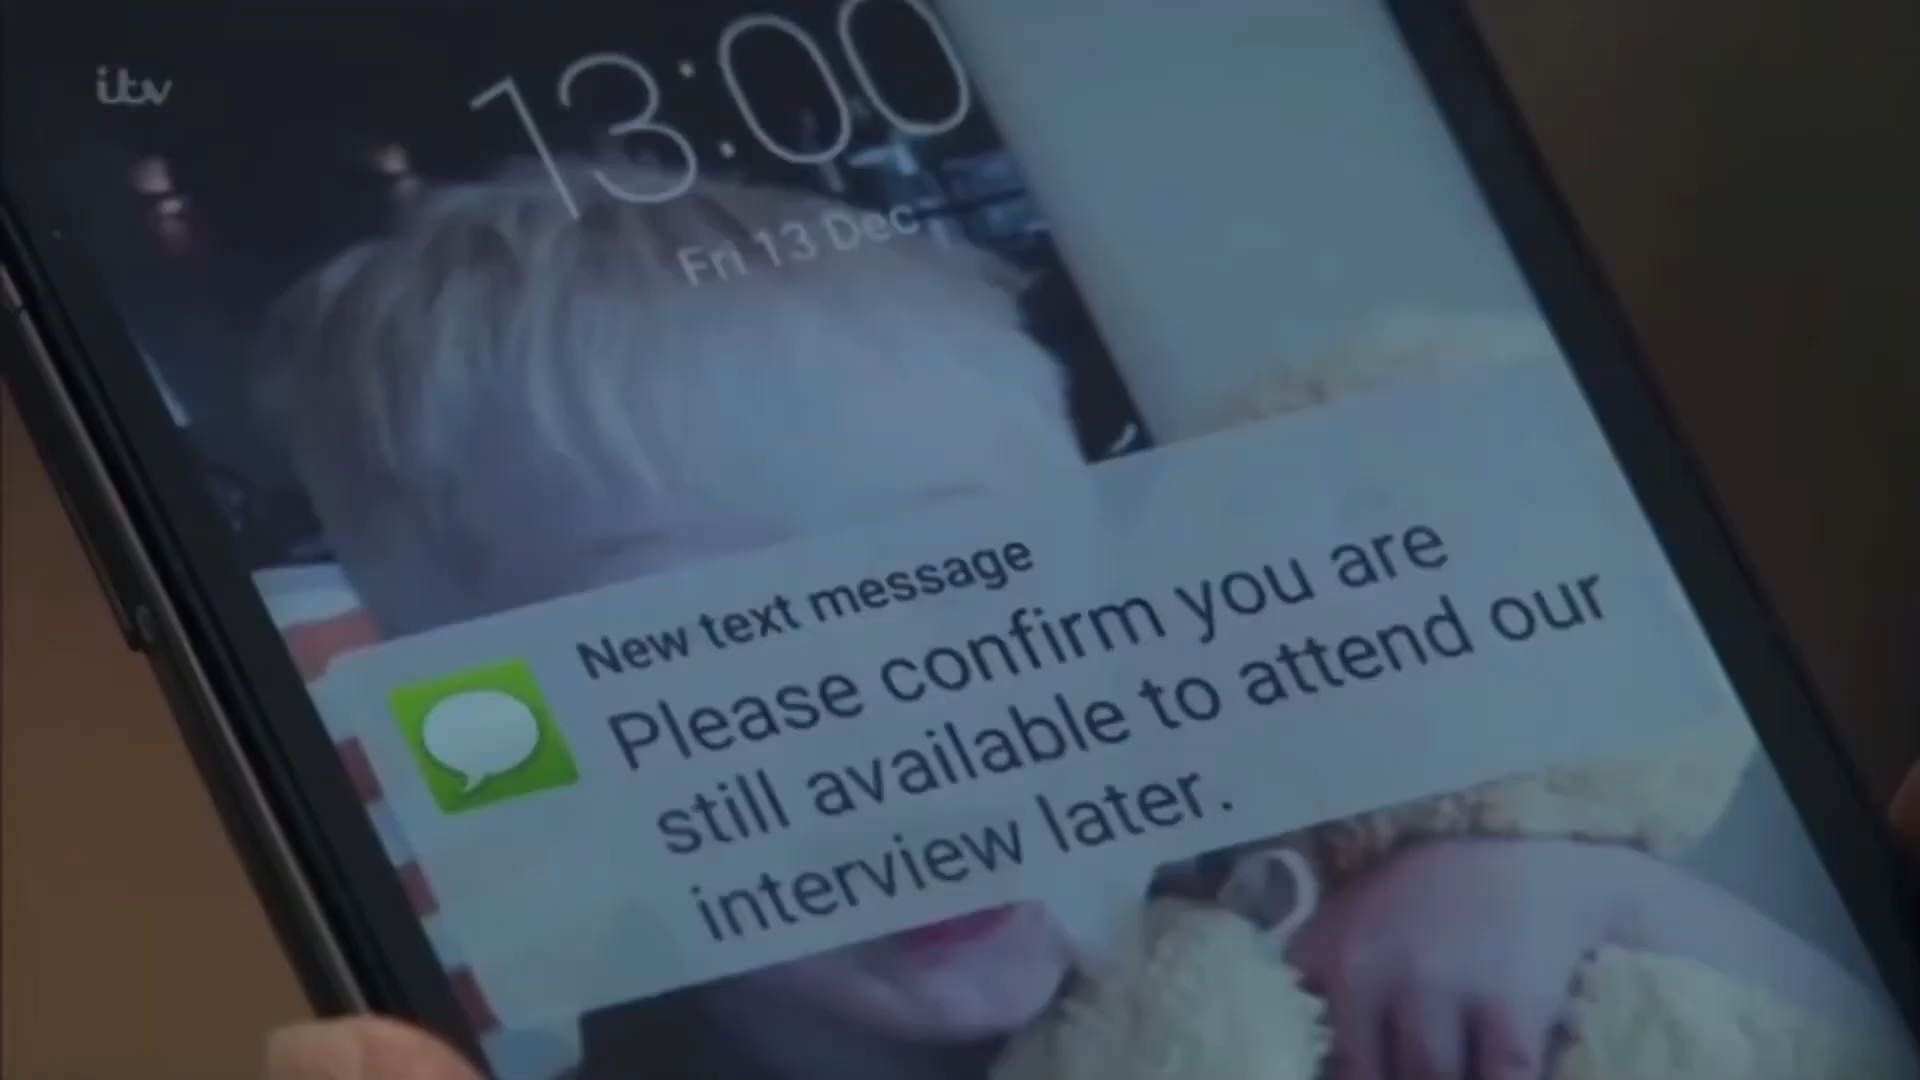 itv
13:00
Fri 13 Dec
New text message
Please confirm you are
still available to attend our
interview later.